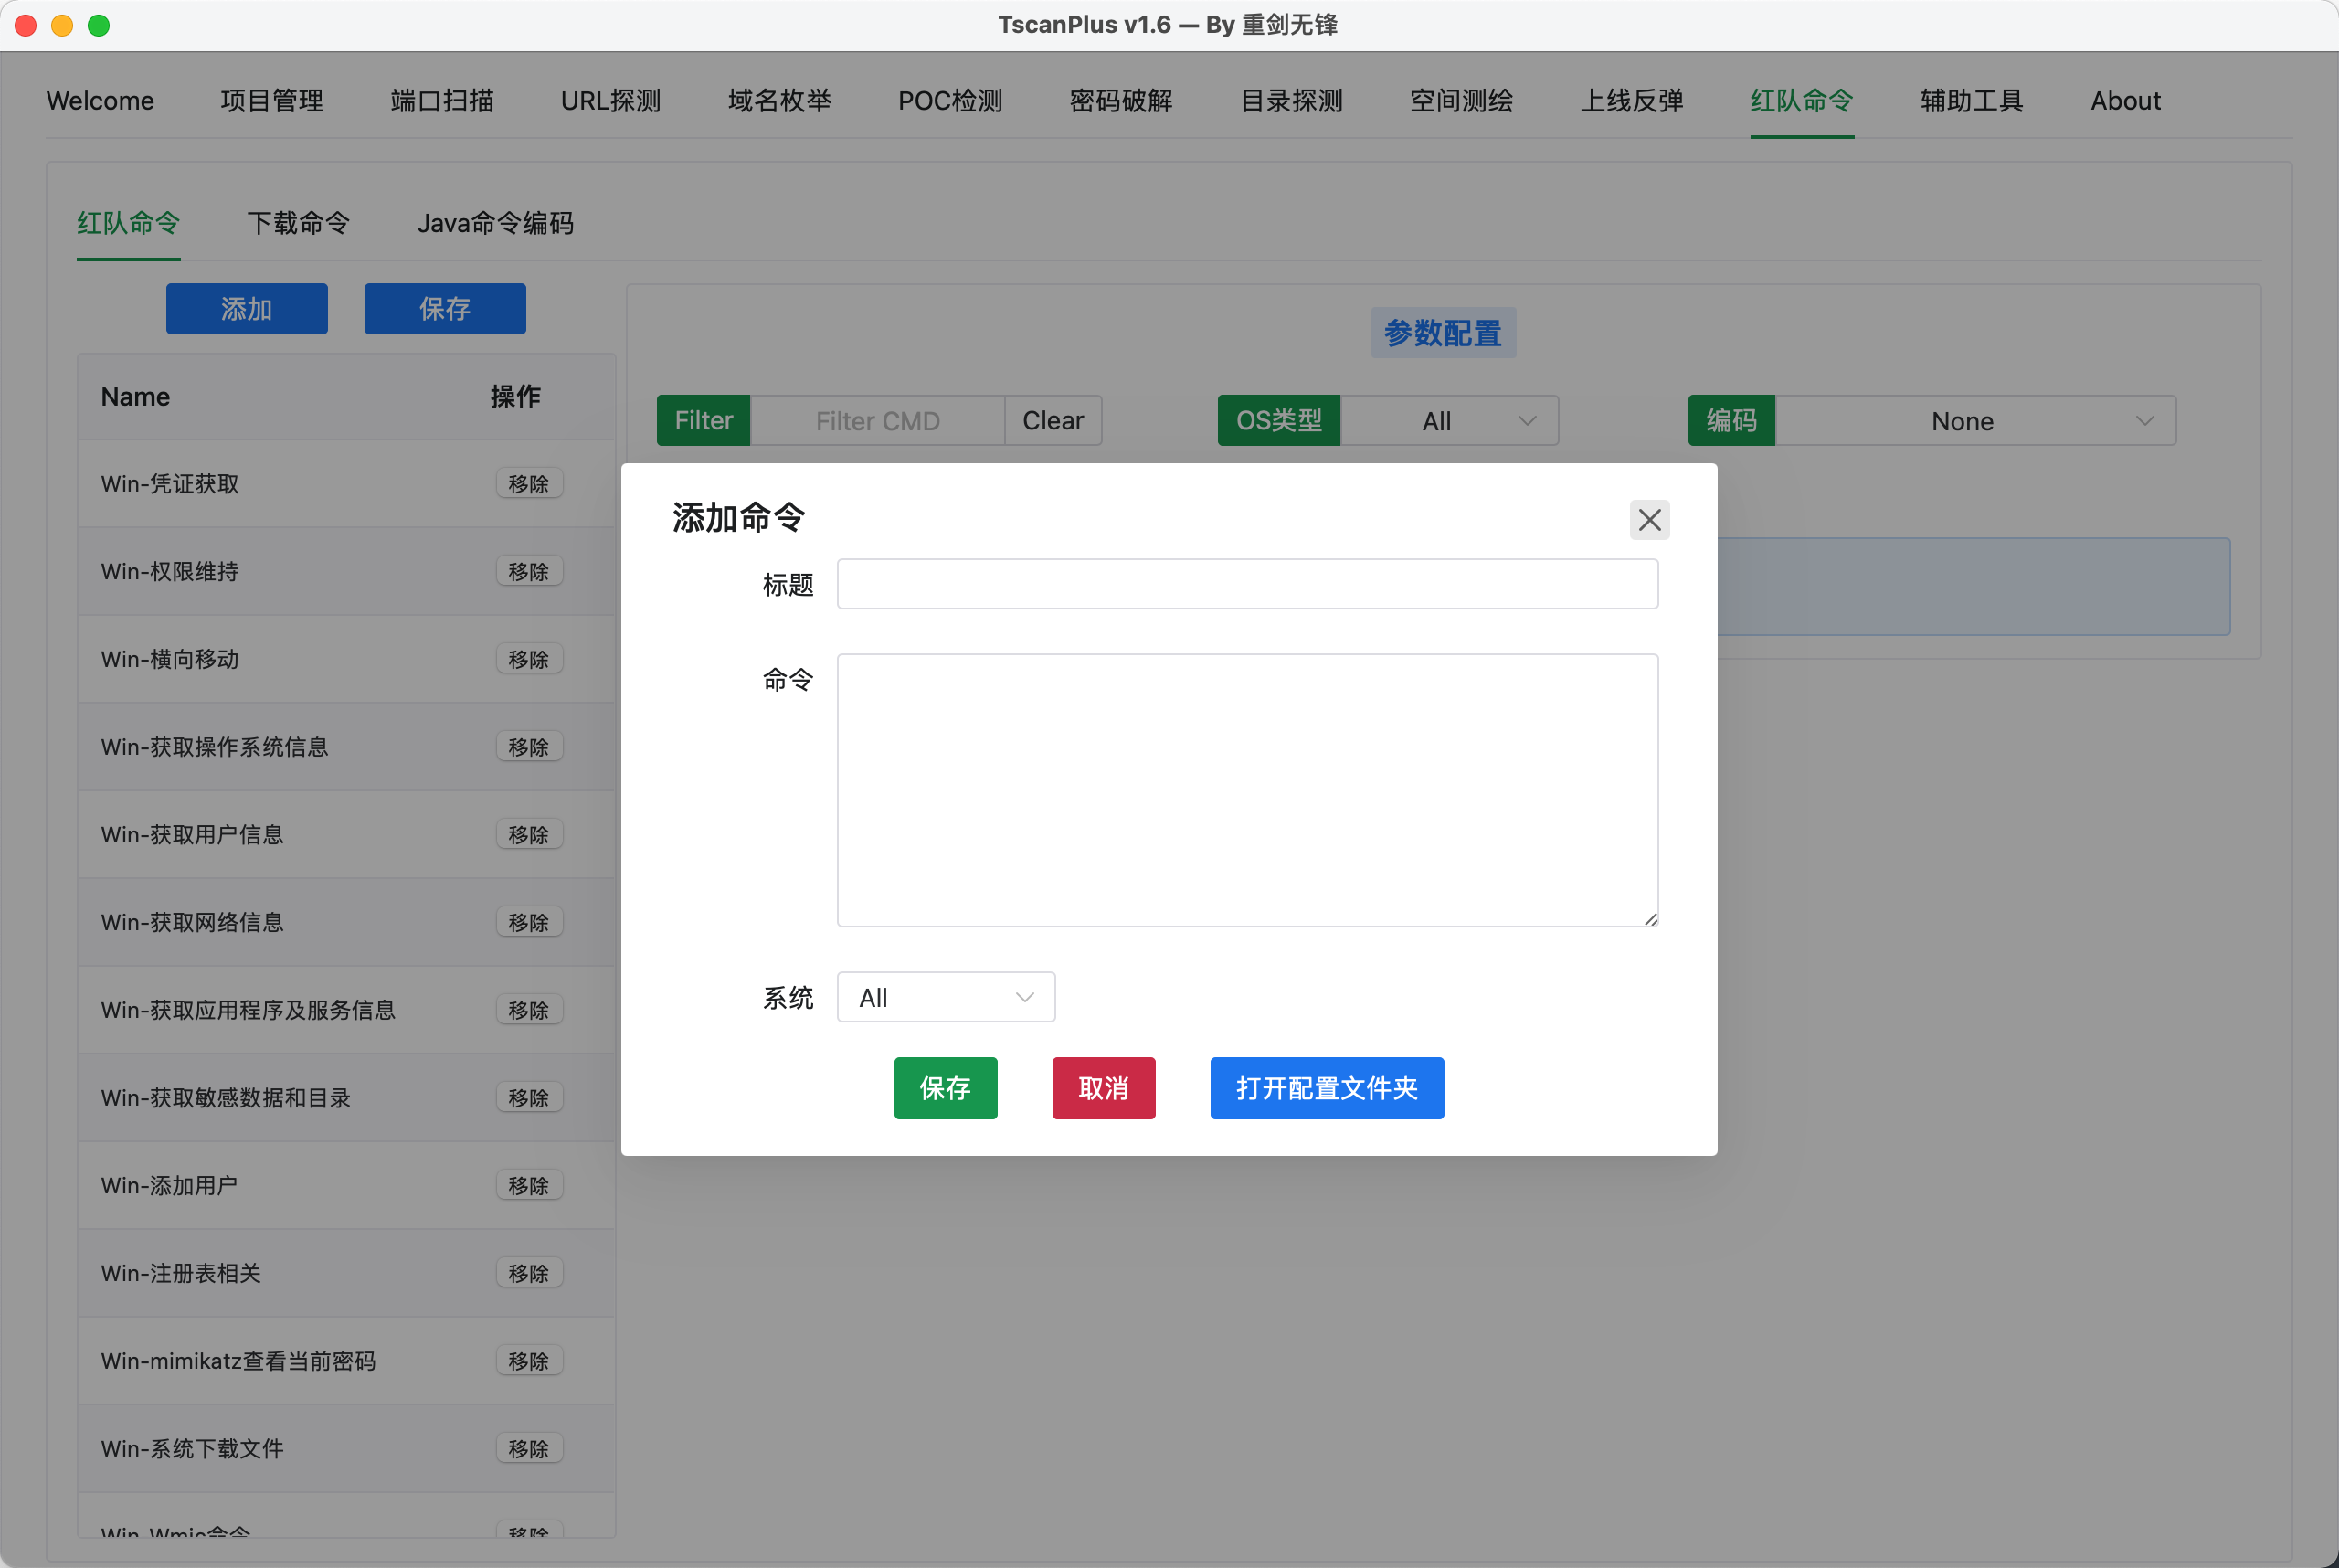 TscanPlus v1.6 — By 重剑无锋
Welcome 项目管理 端口扫描 URL探测 域名枚举 POC检测 密码破解 目录探测 空间测绘 上线反弹 红队命令 辅助工具 About
红队命令 下载命令 Java命令编码
添加 保存
参数配置
Name 操作
Filter Filter CMD Clear OS类型 All 编码 None
Win-凭证获取 移除
Win-权限维持 移除
Win-横向移动 移除
Win-获取操作系统信息 移除
Win-获取用户信息 移除
Win-获取网络信息 移除
Win-获取应用程序及服务信息 移除
Win-获取敏感数据和目录 移除
Win-添加用户 移除
Win-注册表相关 移除
Win-mimikatz查看当前密码 移除
Win-系统下载文件 移除
Win-Wmic命令 移除
添加命令
标题
命令
系统 All
保存 取消 打开配置文件夹